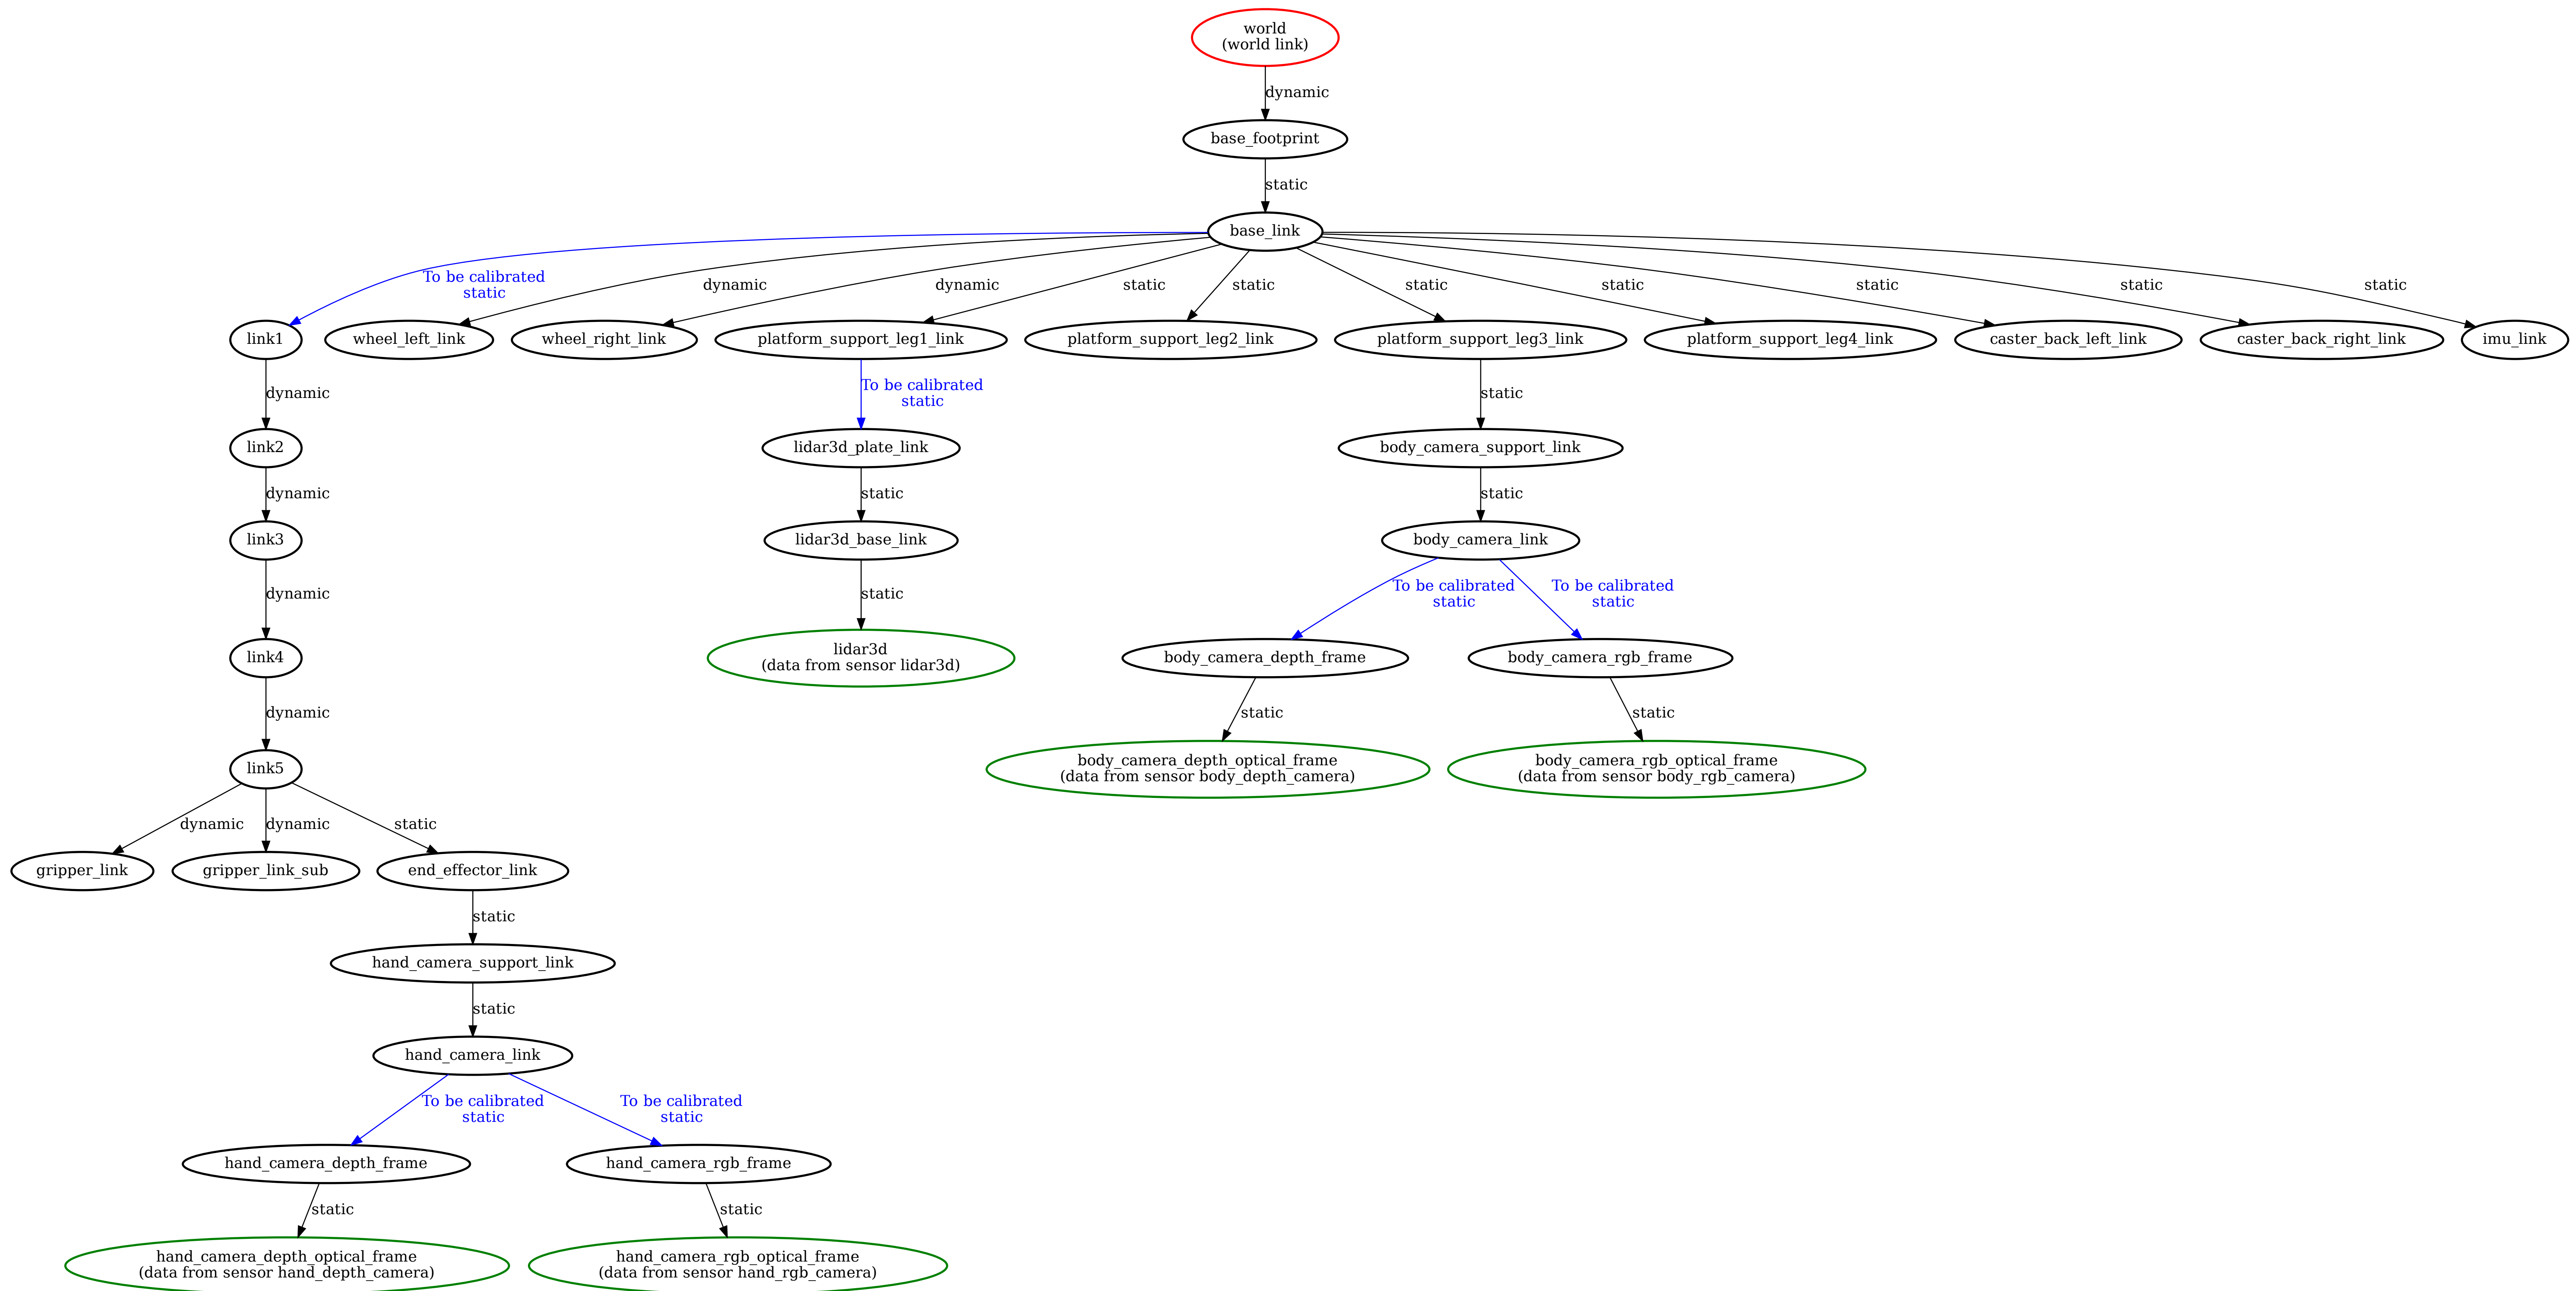 world
(world link)
dynamic
base_footprint
static
base_link
To be calibrated
static
dynamic
dynamic
static
static
static
static
static
static
static
link1
wheel_left_link
wheel_right_link
platform_support_leg1_link
platform_support_leg2_link
platform_support_leg3_link
platform_support_leg4_link
caster_back_left_link
caster_back_right_link
imu_link
dynamic
To be calibrated
static
static
link2
lidar3d_plate_link
body_camera_support_link
dynamic
static
static
link3
lidar3d_base_link
body_camera_link
dynamic
static
To be calibrated
static
To be calibrated
static
link4
lidar3d
(data from sensor lidar3d)
body_camera_depth_frame
body_camera_rgb_frame
dynamic
static
static
link5
body_camera_depth_optical_frame
(data from sensor body_depth_camera)
body_camera_rgb_optical_frame
(data from sensor body_rgb_camera)
dynamic
dynamic
static
gripper_link
gripper_link_sub
end_effector_link
static
hand_camera_support_link
static
hand_camera_link
To be calibrated
static
To be calibrated
static
hand_camera_depth_frame
hand_camera_rgb_frame
static
static
hand_camera_depth_optical_frame
(data from sensor hand_depth_camera)
hand_camera_rgb_optical_frame
(data from sensor hand_rgb_camera)